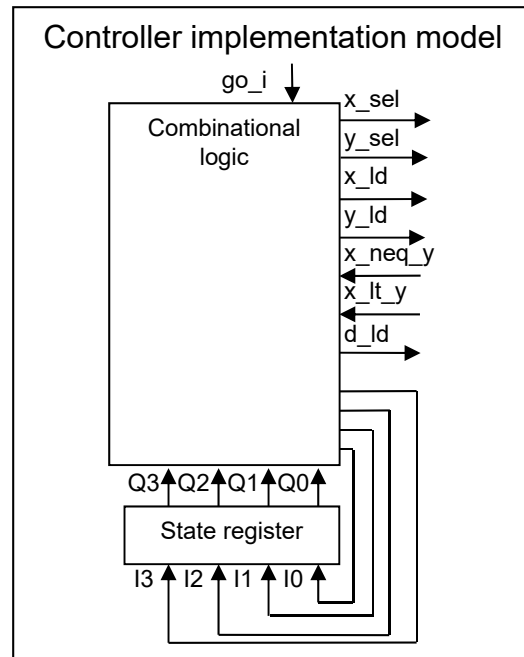 Controller implementation model
go_i
Combinational
logic
x_sel
y_sel
x_ld
y_ld
x_neq_y
x_lt_y
d_ld
Q3 Q2 Q1 Q0
State register
I3 I2 I1 I0